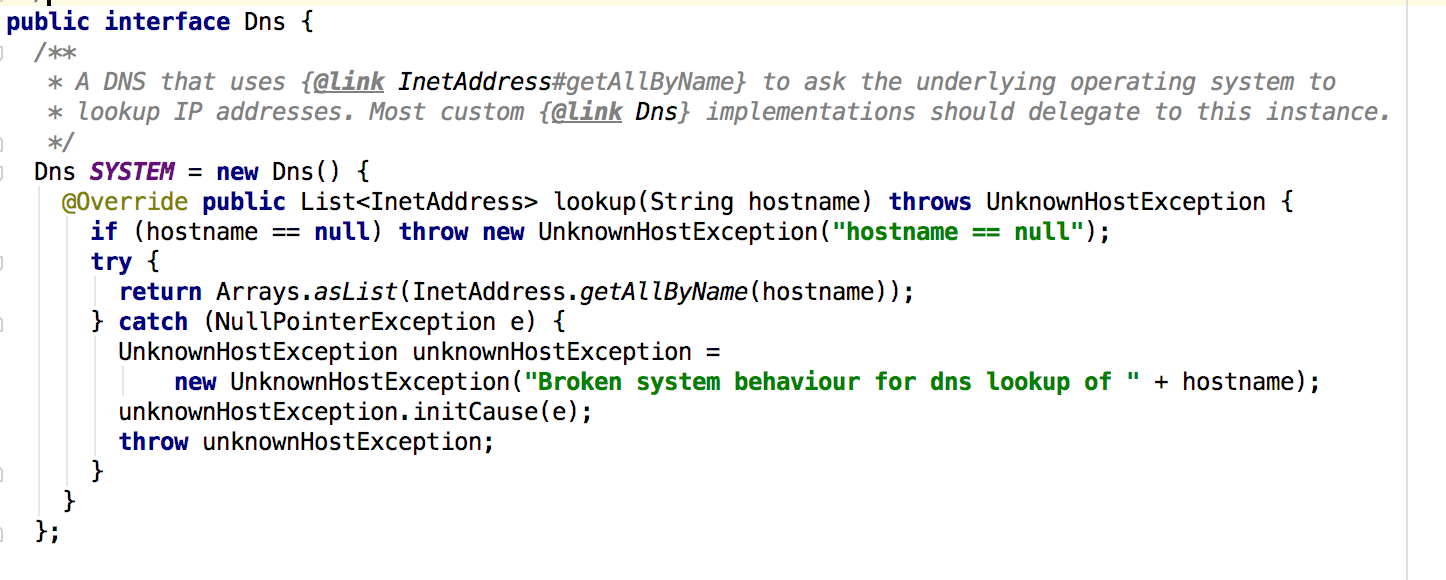 public interface Dns {
/**
* A DNS that uses {@link InetAddress#getAllByName} to ask the underlying operating system to
* lookup IP addresses. Most custom {@link Dns} implementations should delegate to this instance.
*/
Dns SYSTEM = new Dns() {
@Override public List<InetAddress> lookup(String hostname) throws UnknownHostException {
if (hostname == null) throw new UnknownHostException("hostname == null");
try {
return Arrays.asList(InetAddress.getAllByName(hostname));
} catch (NullPointerException e) {
UnknownHostException unknownHostException =
new UnknownHostException("Broken system behaviour for dns lookup of " + hostname);
unknownHostException.initCause(e);
throw unknownHostException;
}
}
};